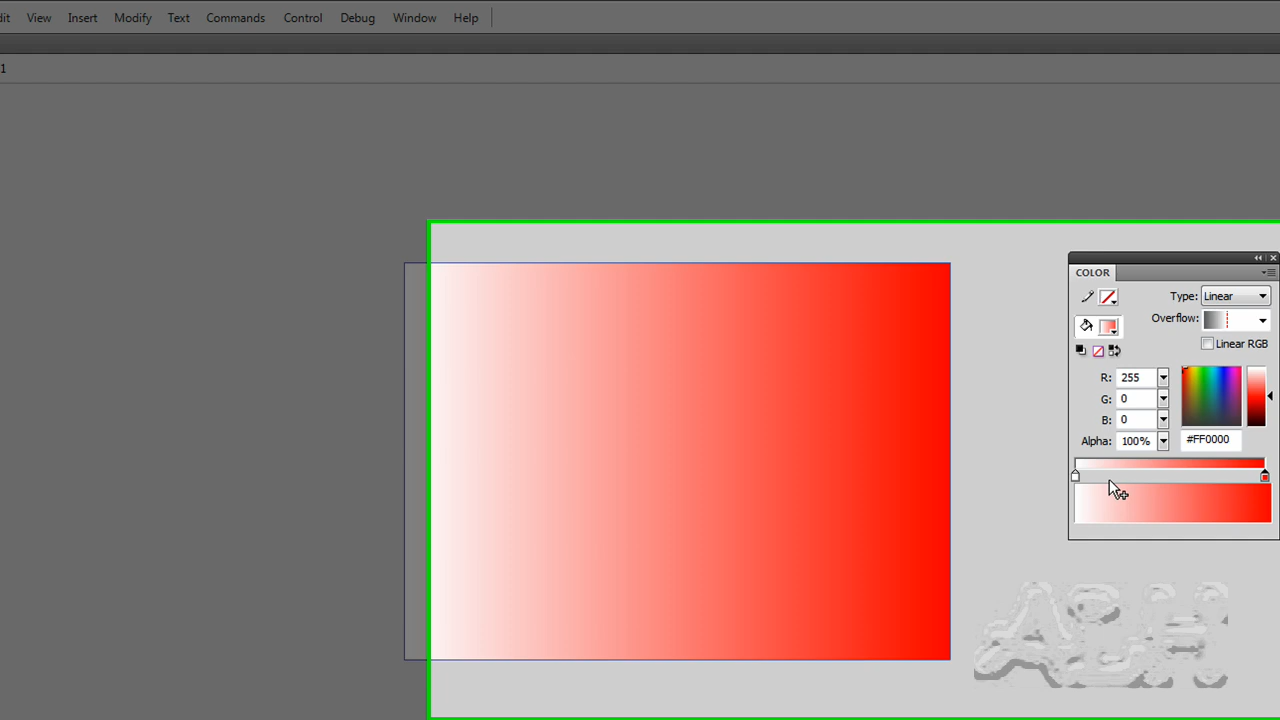 dit View Insert Modify Text Commands Control Debug Window Help
1
COLOR
Type: Linear
Overflow:
Linear RGB
R: 255
G: 0
B: 0
Alpha: 100% #FF0000